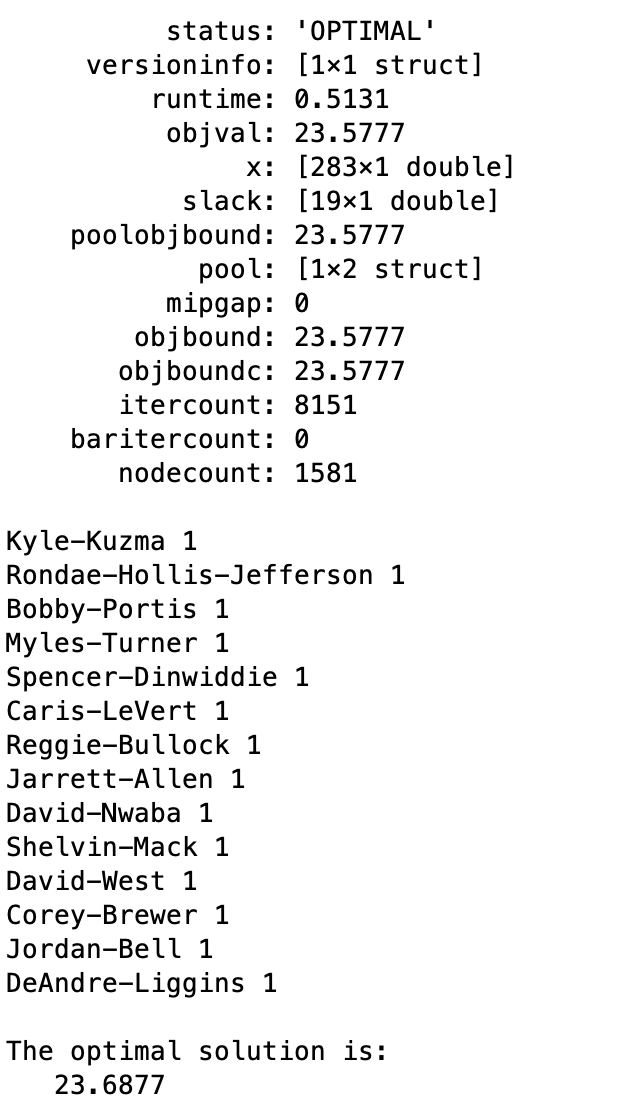 status: 'OPTIMAL'
versioninfo: [1×1 struct]
runtime: 0.5131
objval: 23.5777
x: [283×1 double]
slack: [19×1 double]
poolobjbound: 23.5777
pool: [1×2 struct]
mipgap: 0
objbound: 23.5777
objboundc: 23.5777
itercount: 8151
baritercount: 0
nodecount: 1581
Kyle-Kuzma 1
Rondae-Hollis-Jefferson 1
Bobby-Portis 1
Myles-Turner 1
Spencer-Dinwiddie 1
Caris-LeVert 1
Reggie-Bullock 1
Jarrett-Allen 1
David-Nwaba 1
Shelvin-Mack 1
David-West 1
Corey-Brewer 1
Jordan-Bell 1
DeAndre-Liggins 1
The optimal solution is:
23.6877